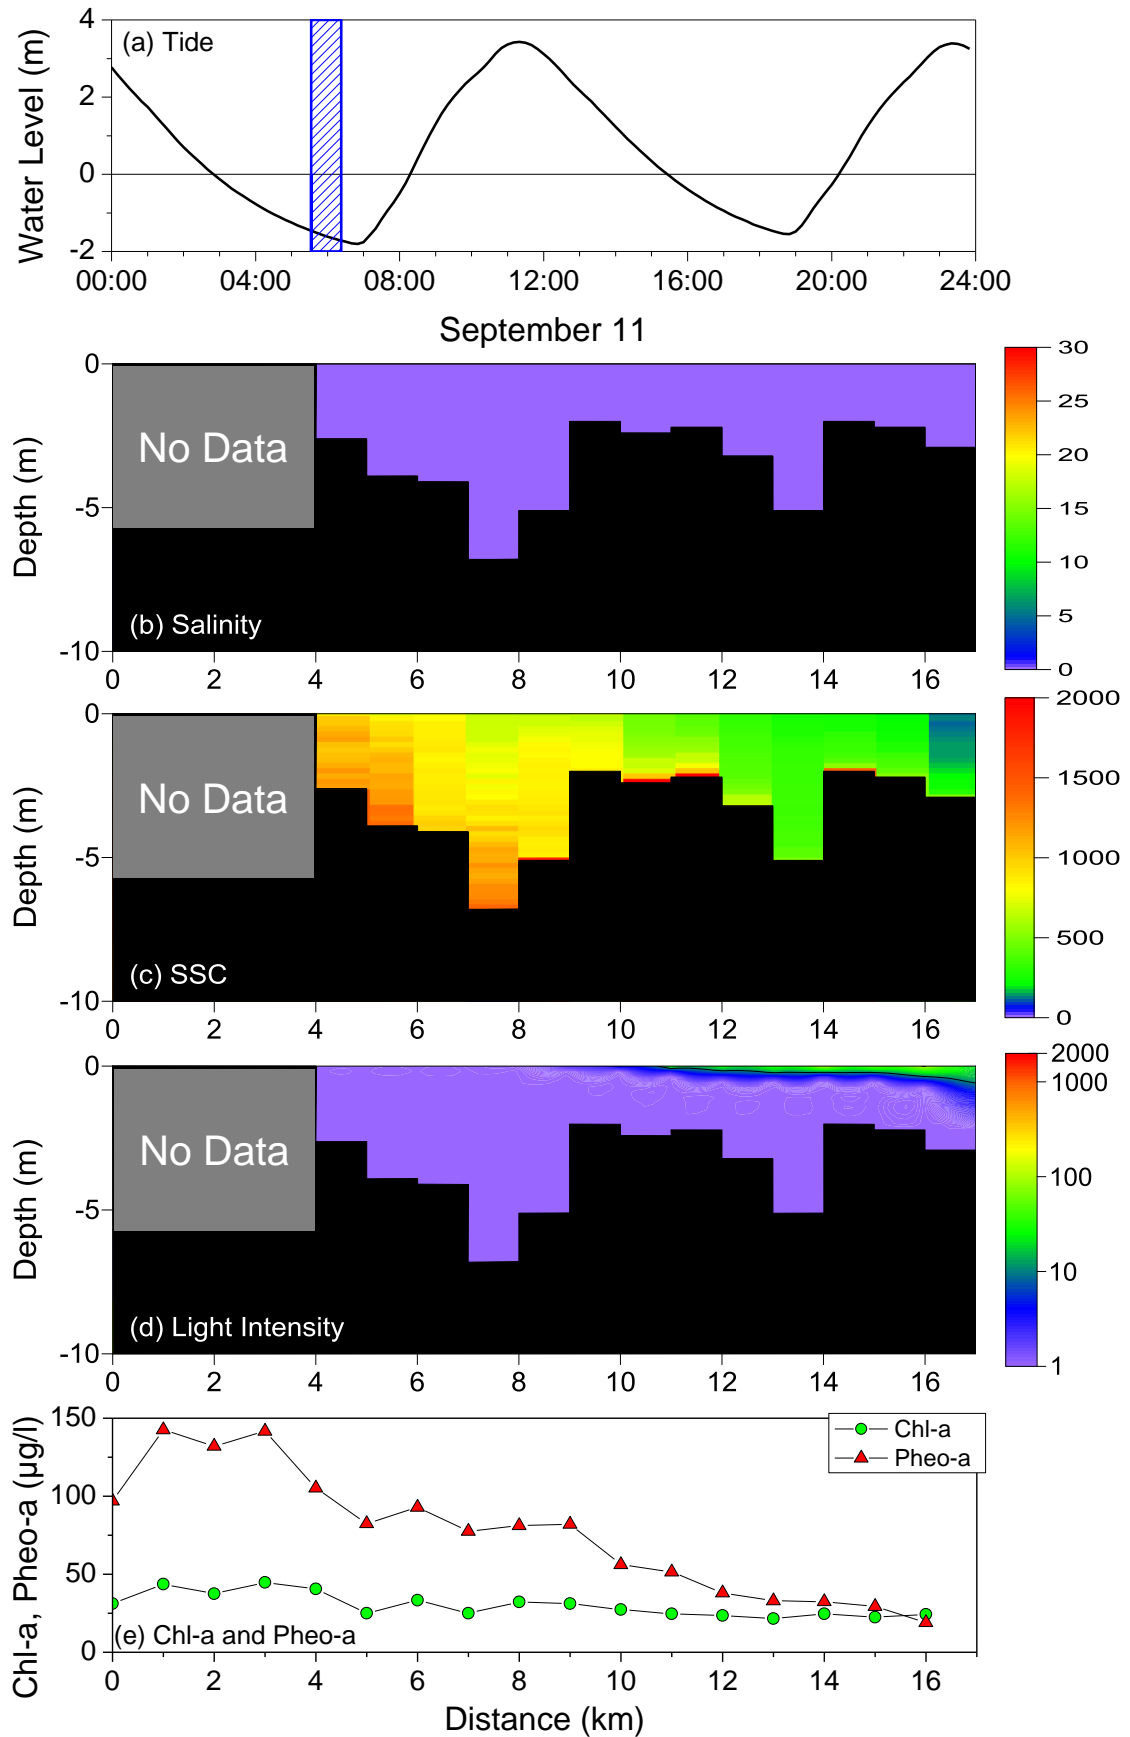 (a) Tide
Water Level (m)
4
2
0
-2
00:00 04:00 08:00 12:00 16:00 20:00 24:00
September 11
Depth (m)
0
-5
-10
No Data
(b) Salinity
0 2 4 6 8 10 12 14 16
30
25
20
15
10
5
0
Depth (m)
0
-5
-10
No Data
(c) SSC
0 2 4 6 8 10 12 14 16
2000
1500
1000
500
0
Depth (m)
0
-5
-10
No Data
(d) Light Intensity
0 2 4 6 8 10 12 14 16
2000
1000
100
10
1
Chl-a, Pheo-a (µg/l)
150
100
50
0
Chl-a
Pheo-a
(e) Chl-a and Pheo-a
0 2 4 6 8 10 12 14 16
Distance (km)